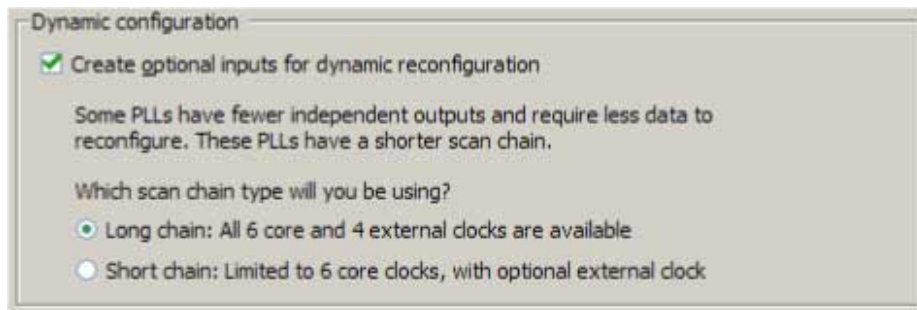 Dynamic configuration
Create optional inputs for dynamic reconfiguration
Some PLLs have fewer independent outputs and require less data to
reconfigure. These PLLs have a shorter scan chain.
Which scan chain type will you be using?
Long chain: All 6 core and 4 external clocks are available
Short chain: Limited to 6 core clocks, with optional external clock